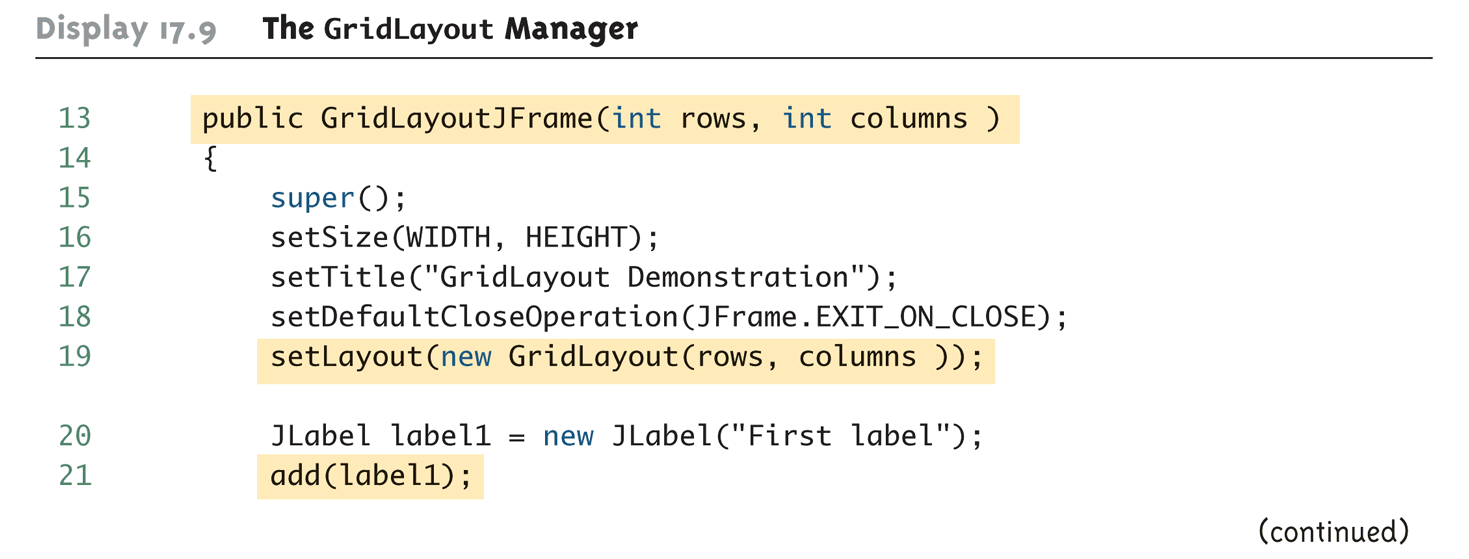 Display 17.9 The GridLayout Manager
13 public GridLayoutJFrame(int rows, int columns )
14 {
15 super();
16 setSize(WIDTH, HEIGHT);
17 setTitle("GridLayout Demonstration");
18 setDefaultCloseOperation(JFrame.EXIT_ON_CLOSE);
19 setLayout(new GridLayout(rows, columns ));
20 JLabel label1 = new JLabel("First label");
21 add(label1);
(continued)